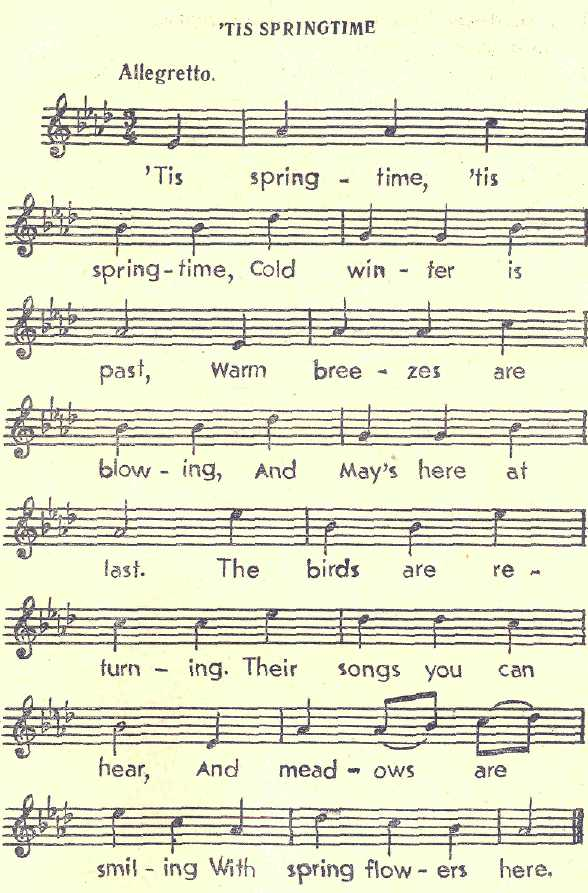 'TIS SPRINGTIME
Allegretto.
'Tis spring - time, 'tis
spring-time, Cold win - ter is
past, Warm bree - zes are
blow - ing, And May's here at
last. The birds are re -
turn - ing. Their songs you can
hear, And mead - ows are
smil - ing With spring flow - ers here.